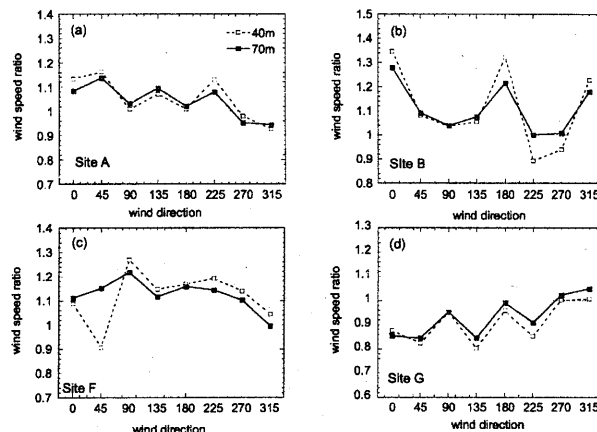 (a)
40m
70m
1.4
1.3
1.2
1.1
1
0.9
0.8
0.7
wind speed ratio
Site A
0 45 90 135 180 225 270 315
wind direction
(b)
1.4
1.3
1.2
1.1
1
0.9
0.8
wind speed ratio
SIte B
0 45 90 135 180 225 270 315
wind direction
(c)
1.4
1.3
1.2
1.1
1
0.9
0.8
0.7
wind speed ratio
Site F
0 45 90 135 180 225 270 315
wind direction
(d)
1.3
1.2
1.1
1
0.9
0.8
0.7
0.6
wind speed ratio
Site G
0 45 90 135 180 225 270 315
wind direction